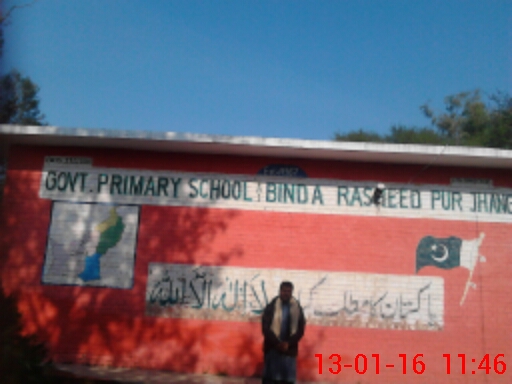 GOVT. PRIMARY SCHOOL BINDA RASHEED PUR JHANG
پاکستان کا مطلب کیا لا الہ الا اللہ
13-01-16 11:46